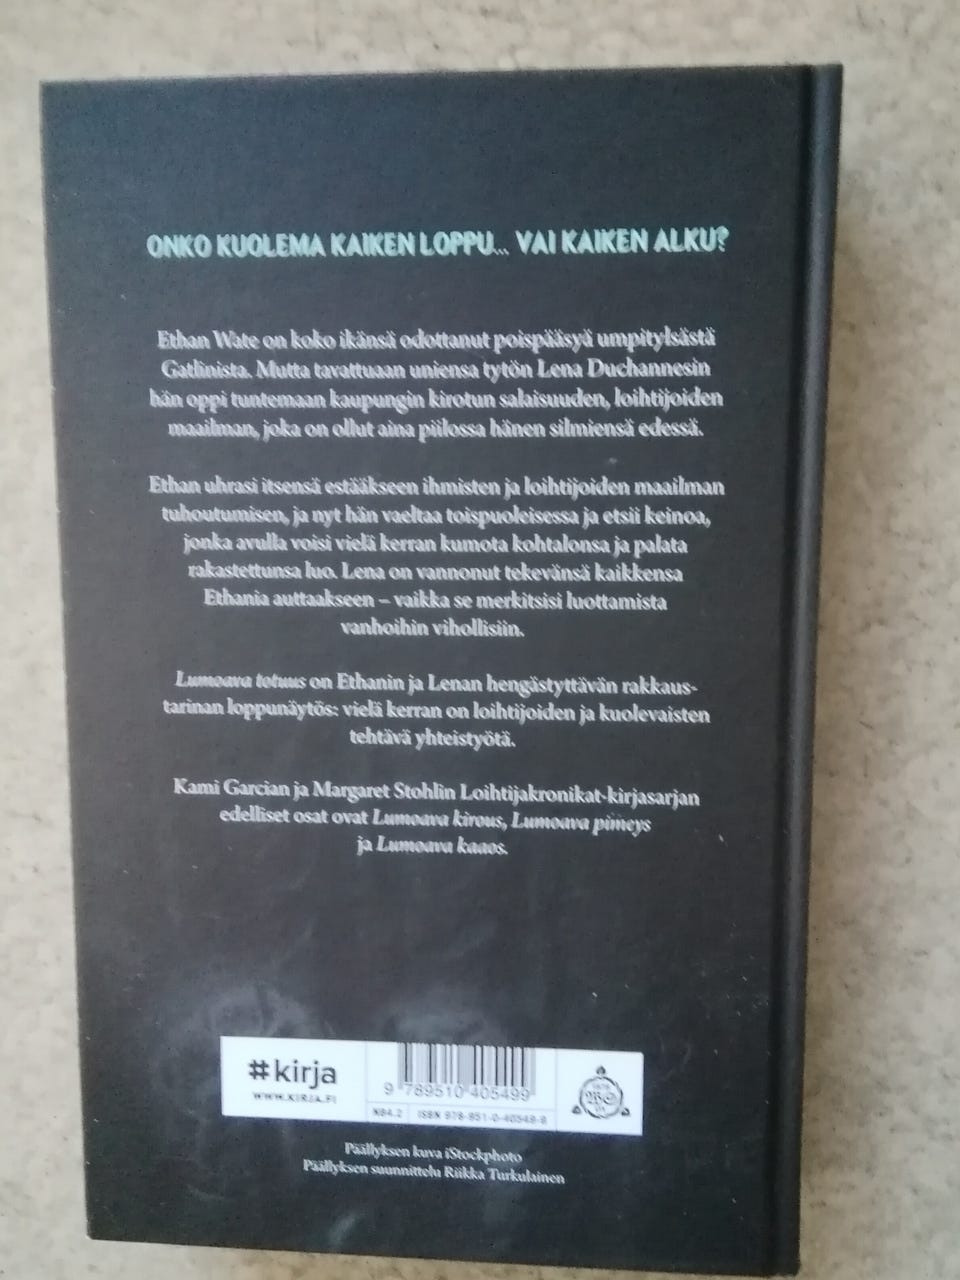 ONKO KUOLEMA KAIKEN LOPPU... VAI KAIKEN ALKU?
Ethan Wate on koko ikänsä odottanut poispääsyä umpitylsästä
Gatlinista. Mutta tavattuaan uniensa tytön Lena Duchannesin
hän oppi tuntemaan kaupungin kirotun salaisuuden, loihtijoiden
maailman, joka on ollut aina piilossa hänen silmiensä edessä.
Ethan uhrasi itsensä estääkseen ihmisten ja loihtijoiden maailman
tuhoutumisen, ja nyt hän vaeltaa toispuoleisessa ja etsii keinoa,
jonka avulla voisi vielä kerran kumota kohtalonsa ja palata
rakastettunsa luo. Lena on vannonut tekevänsä kaikkensa
Ethania auttaakseen – vaikka se merkitsisi luottamista
vanhoihin vihollisiin.
Lumoava totuus on Ethanin ja Lenan hengästyttävän rakkaus-
tarinan loppunäytös: vielä kerran on loihtijoiden ja kuolevaisten
tehtävä yhteistyötä.
Kami Garcian ja Margaret Stohlin Loihtijakronikat-kirjasarjan
edelliset osat ovat Lumoava kirous, Lumoava pimeys
ja Lumoava kaaos.
#kirja
WWW.KIRJA.FI
9 789510 405499
N84.2 ISBN 978-951-0-40549-9
Päällyksen kuva iStockphoto
Päällyksen suunnittelu Riikka Turkulainen